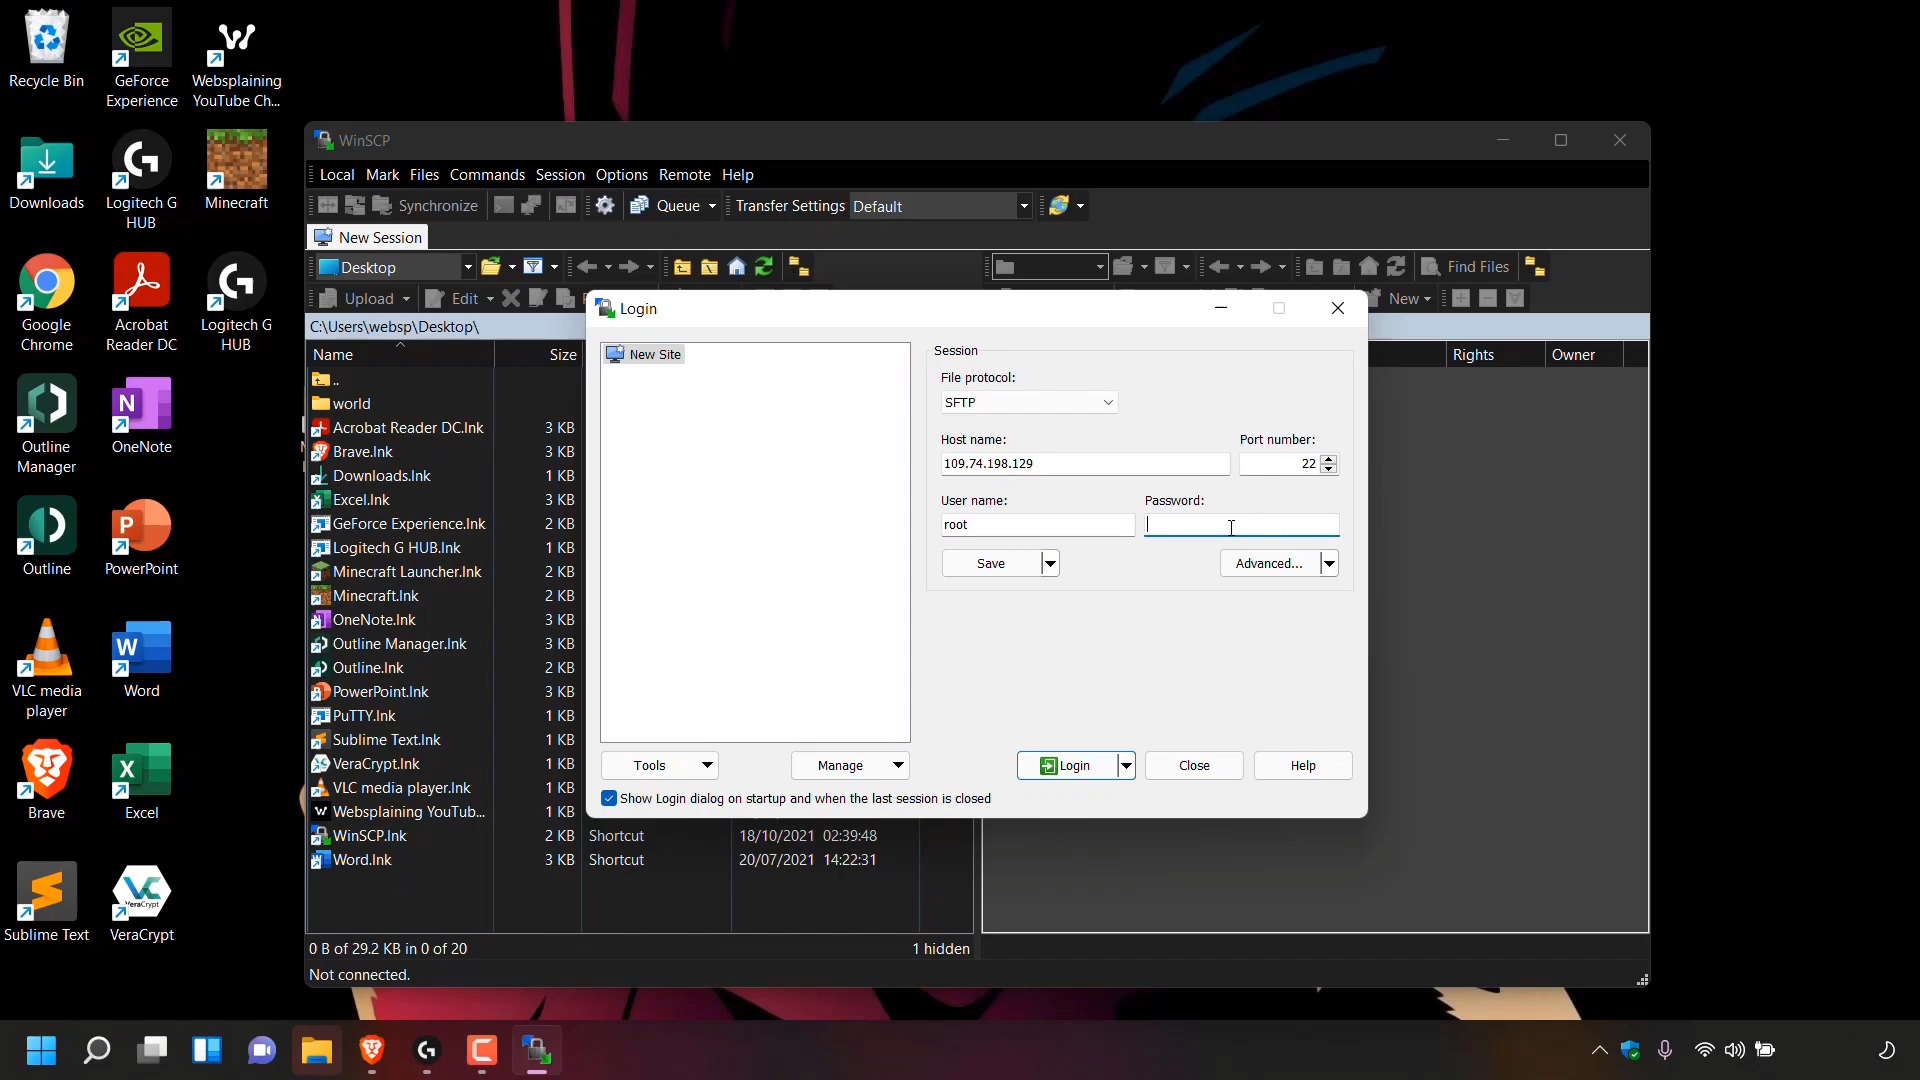 Recycle Bin
GeForce
Experience
Websplaining
YouTube Ch...
Downloads
Logitech G
HUB
Minecraft
Google
Chrome
Acrobat
Reader DC
Logitech G
HUB
Outline
Manager
OneNote
Outline
PowerPoint
VLC media
player
Word
Brave
Excel
Sublime Text
VeraCrypt
WinSCP
Local Mark Files Commands Session Options Remote Help
Synchronize Queue Transfer Settings Default
New Session
Desktop Find Files
Upload Edit New
C:\Users\websp\Desktop\
Name Size Rights Owner
..
world
Acrobat Reader DC.lnk 3 KB
Brave.lnk 3 KB
Downloads.lnk 1 KB
Excel.lnk 3 KB
GeForce Experience.lnk 2 KB
Logitech G HUB.lnk 1 KB
Minecraft Launcher.lnk 2 KB
Minecraft.lnk 2 KB
OneNote.lnk 3 KB
Outline Manager.lnk 3 KB
Outline.lnk 2 KB
PowerPoint.lnk 3 KB
PuTTY.lnk 1 KB
Sublime Text.lnk 1 KB
VeraCrypt.lnk 1 KB
VLC media player.lnk 1 KB
Websplaining YouTub... 1 KB
WinSCP.lnk 2 KB Shortcut 18/10/2021 02:39:48
Word.lnk 3 KB Shortcut 20/07/2021 14:22:31
0 B of 29.2 KB in 0 of 20 1 hidden
Not connected.
Login
New Site
Session
File protocol:
SFTP
Host name: Port number:
109.74.198.129 22
User name: Password:
root
Save Advanced...
Tools Manage Login Close Help
Show Login dialog on startup and when the last session is closed